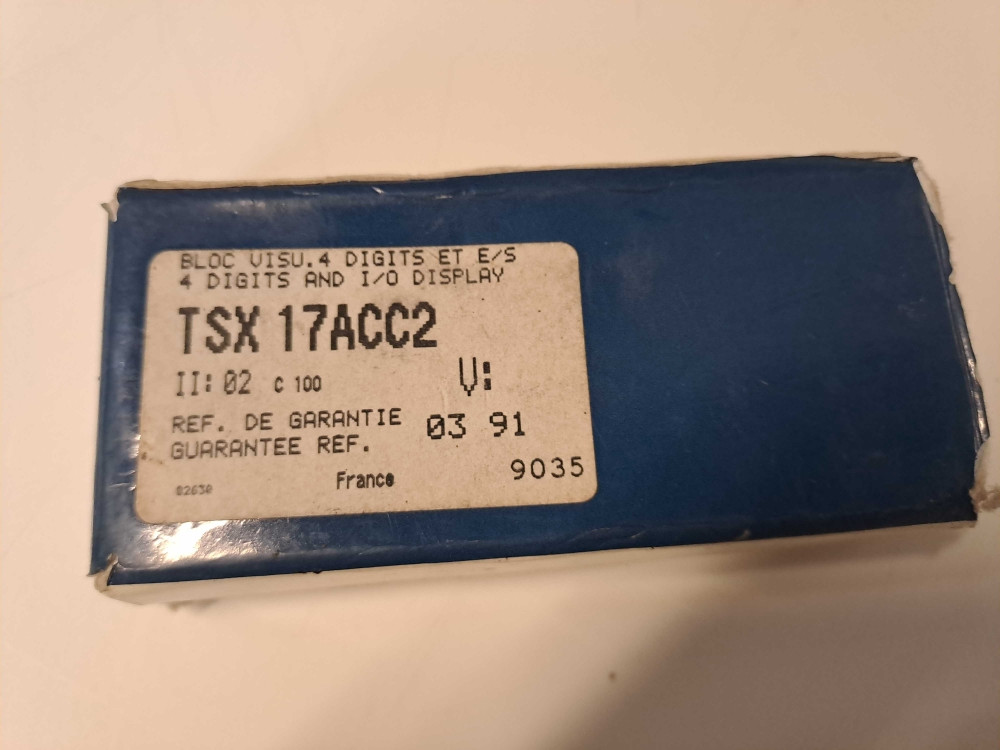 BLOC VISU.4 DIGITS ET E/S
4 DIGITS AND I/O DISPLAY
TSX 17ACC2
II: 02 C 100 V:
REF. DE GARANTIE 03 91
GUARANTEE REF.
France 9035
02630